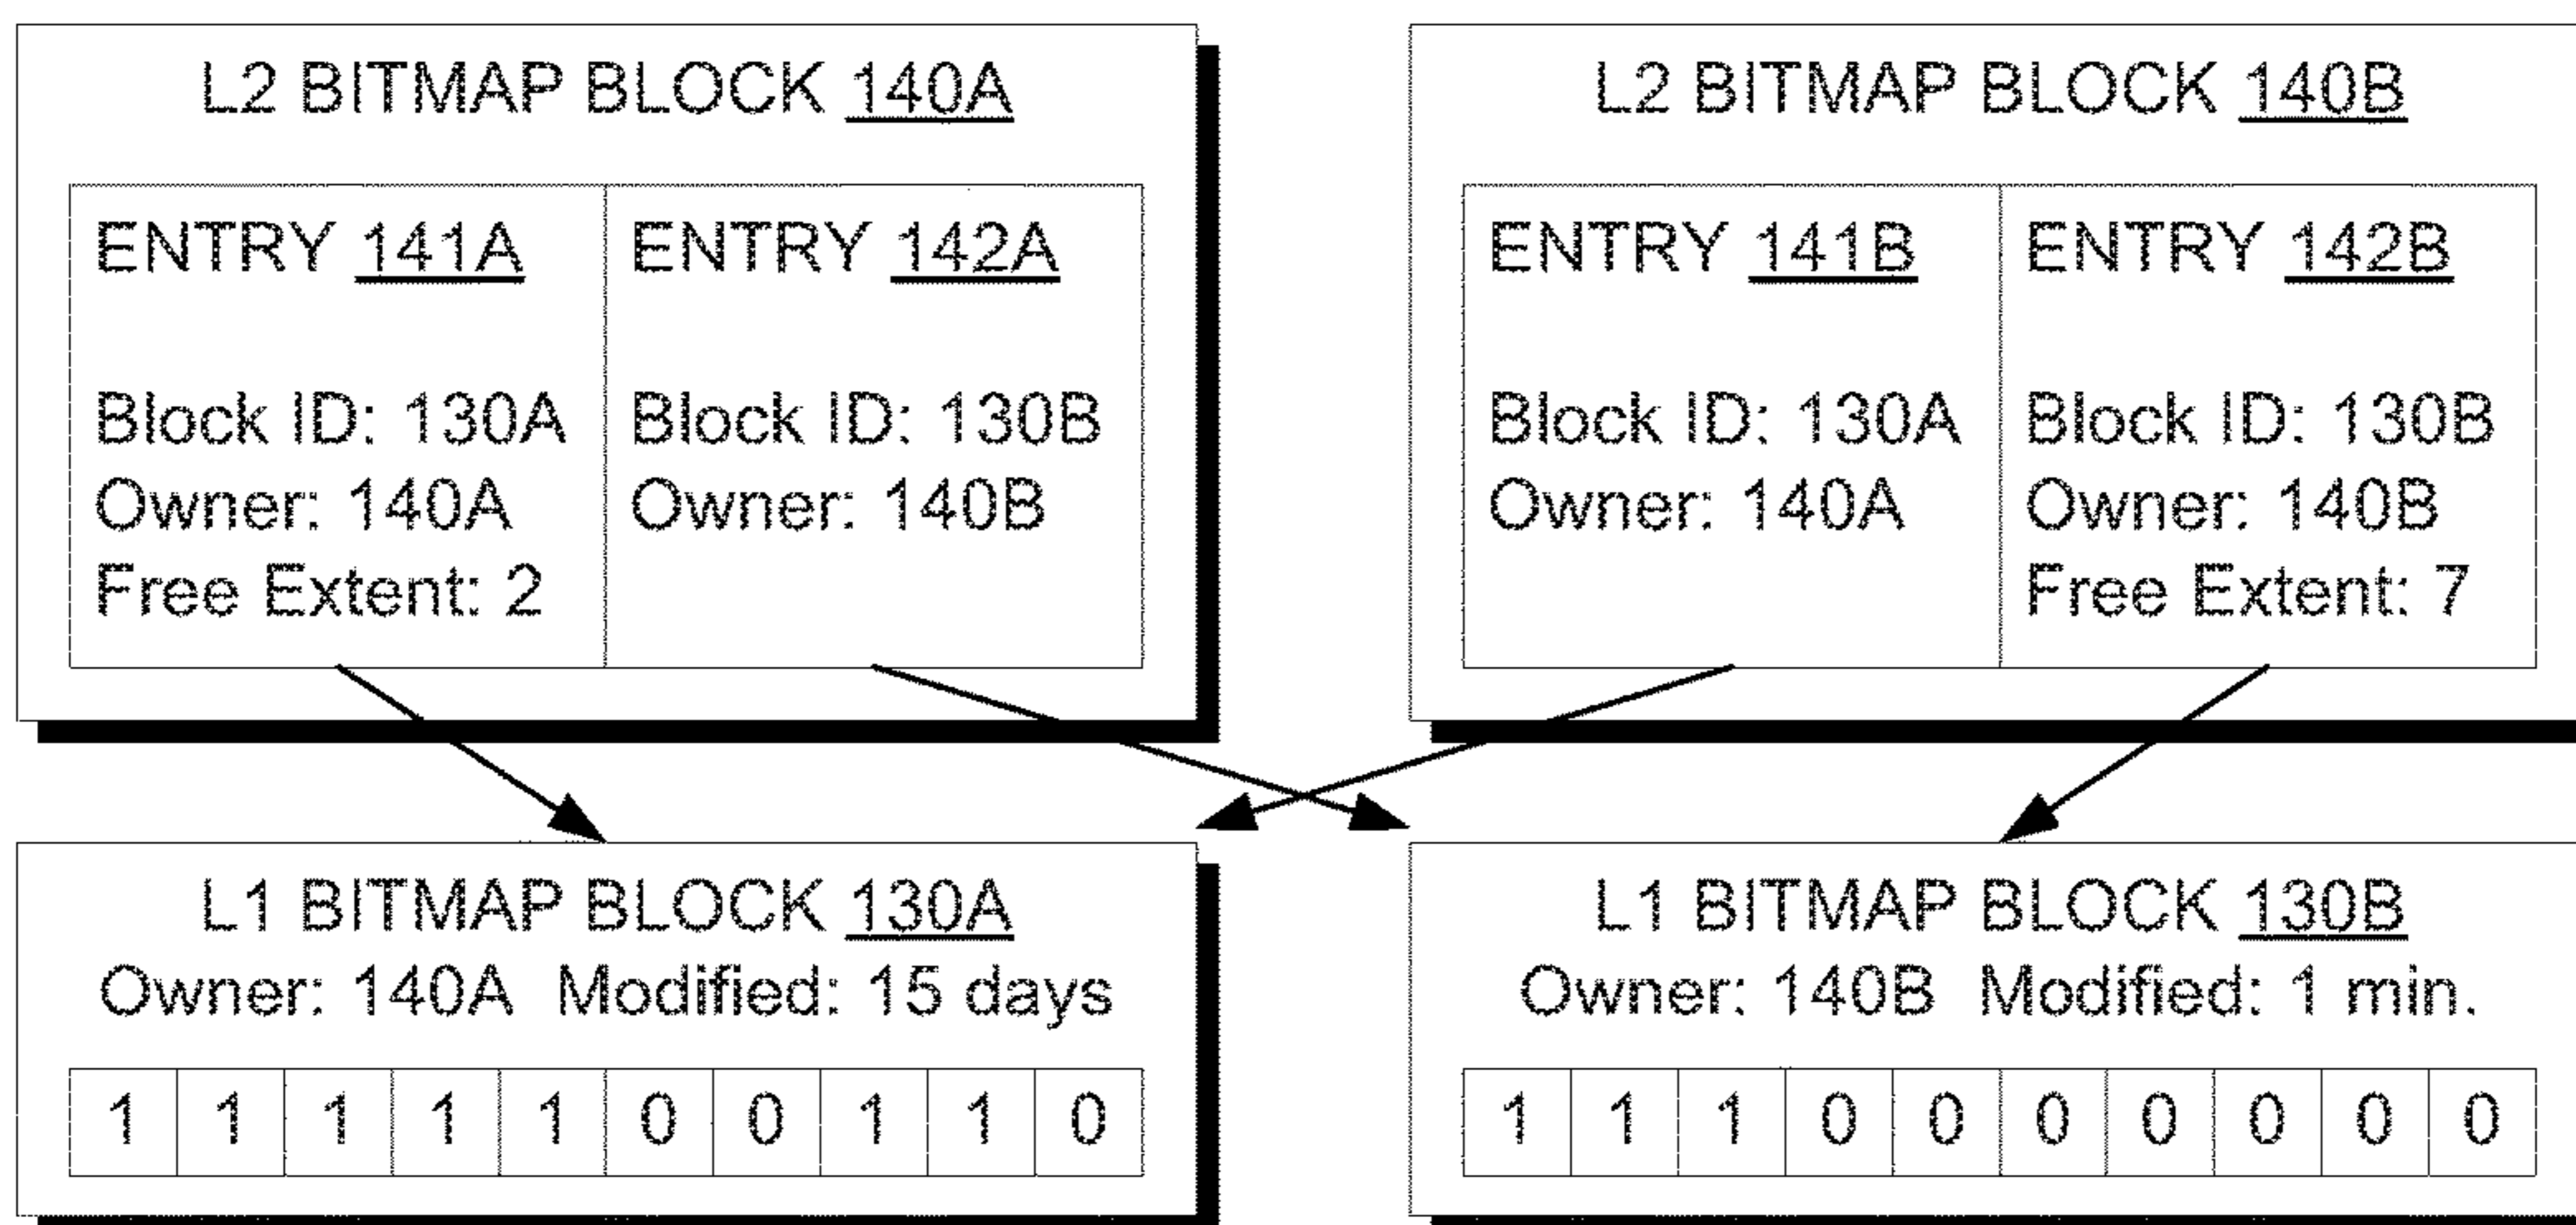 L2 BITMAP BLOCK 140A
ENTRY 141A
Block ID: 130A
Owner: 140A
Free Extent: 2
ENTRY 142A
Block ID: 130B
Owner: 140B
L2 BITMAP BLOCK 140B
ENTRY 141B
Block ID: 130A
Owner: 140A
ENTRY 142B
Block ID: 130B
Owner: 140B
Free Extent: 7
L1 BITMAP BLOCK 130A
Owner: 140A Modified: 15 days
1 1 1 1 1 0 0 1 1 0
L1 BITMAP BLOCK 130B
Owner: 140B Modified: 1 min.
1 1 1 0 0 0 0 0 0 0